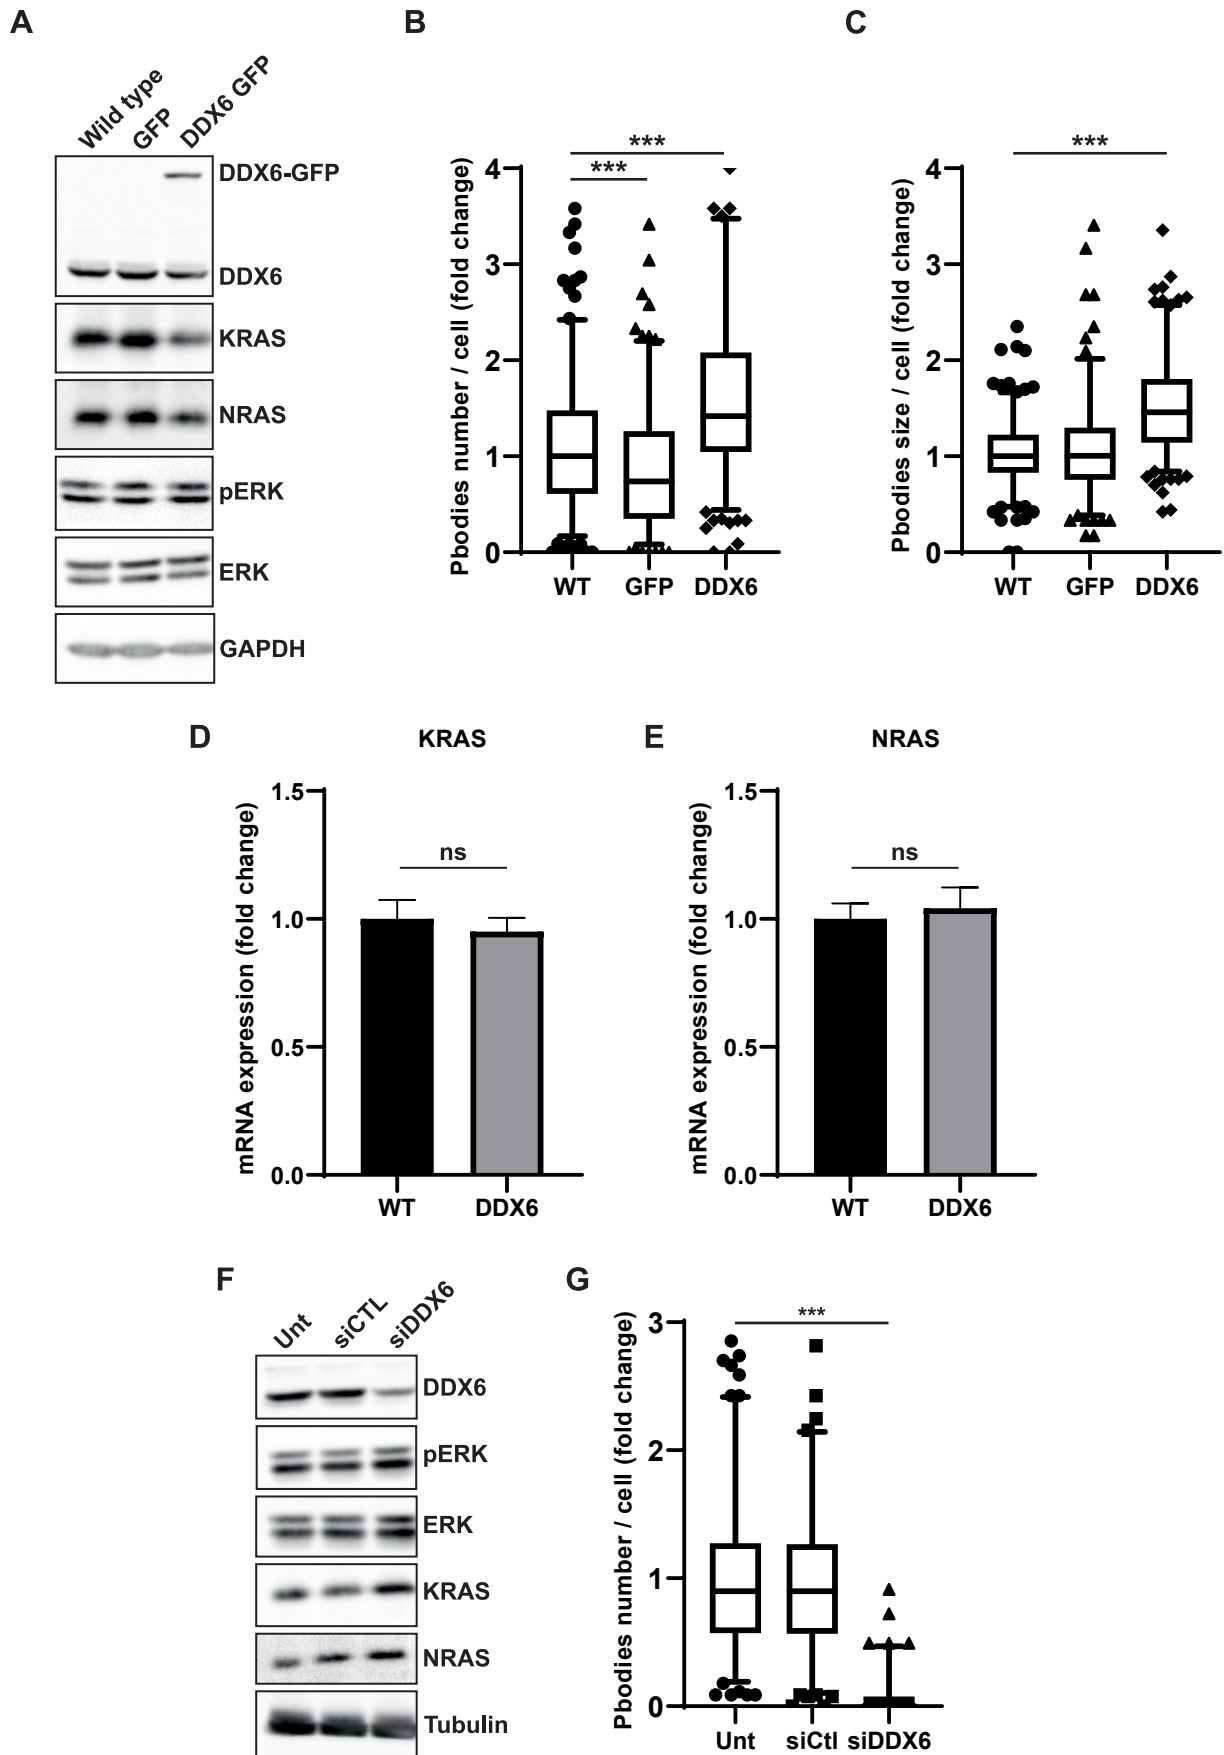 A
B
C
Wild type
GFP
DDX6 GFP
DDX6-GFP
DDX6
KRAS
NRAS
pERK
ERK
GAPDH
Pbodies number / cell (fold change)
4
3
2
1
0
***
***
WT
GFP
DDX6
Pbodies size / cell (fold change)
4
3
2
1
0
***
WT
GFP
DDX6
D
KRAS
mRNA expression (fold change)
1.5
1.0
0.5
0.0
ns
WT
DDX6
E
NRAS
mRNA expression (fold change)
1.5
1.0
0.5
0.0
ns
WT
DDX6
F
Unt
siCTL
siDDX6
DDX6
pERK
ERK
KRAS
NRAS
Tubulin
G
Pbodies number / cell (fold change)
3
2
1
0
***
Unt
siCtl
siDDX6